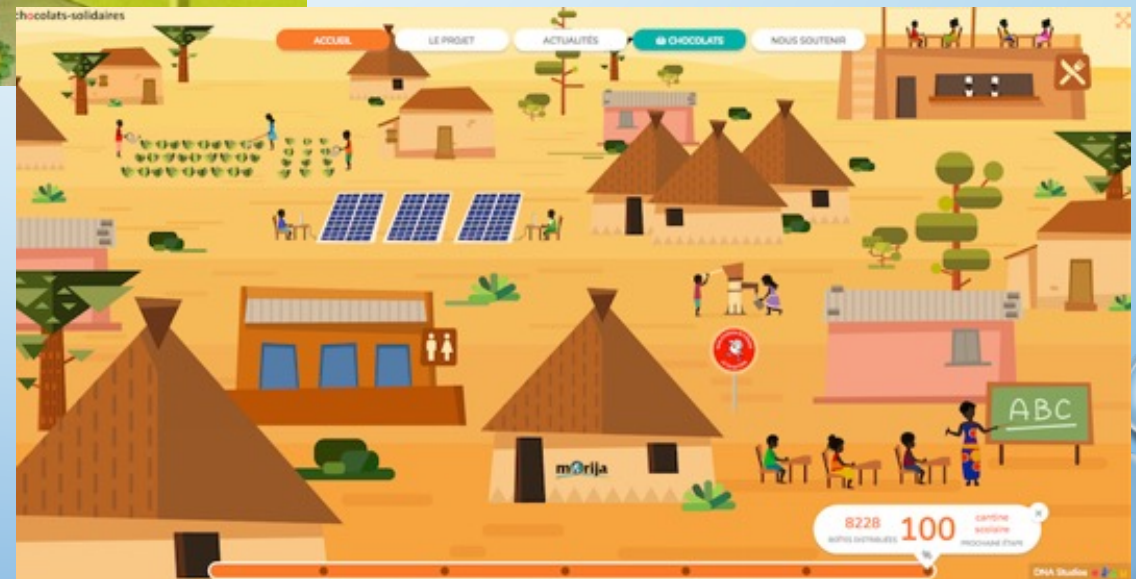 chocolats-solidaires
ACCUEIL
LE PROJET
ACTUALITÉS
CHOCOLATS
NOUS SOUTENIR
ABC
morija
8228
BOÎTES DISTRIBUÉES
100
%
cantine
scolaire
PROCHAINE ÉTAPE
DNA Studios